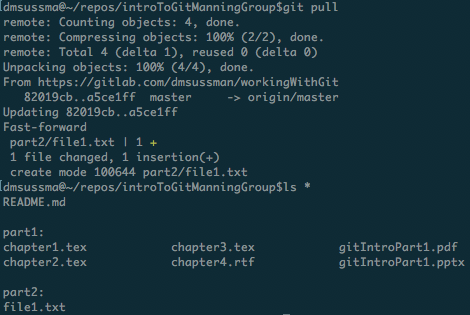 dmsussma@~/repos/introToGitManningGroup$git pull
remote: Counting objects: 4, done.
remote: Compressing objects: 100% (2/2), done.
remote: Total 4 (delta 1), reused 0 (delta 0)
Unpacking objects: 100% (4/4), done.
From https://gitlab.com/dmsussman/workingWithGit
   82019cb..a5ce1ff  master     -> origin/master
Updating 82019cb..a5ce1ff
Fast-forward
 part2/file1.txt | 1 +
 1 file changed, 1 insertion(+)
 create mode 100644 part2/file1.txt
dmsussma@~/repos/introToGitManningGroup$ls *
README.md

part1:
chapter1.tex        chapter3.tex        gitIntroPart1.pdf
chapter2.tex        chapter4.rtf        gitIntroPart1.pptx

part2:
file1.txt